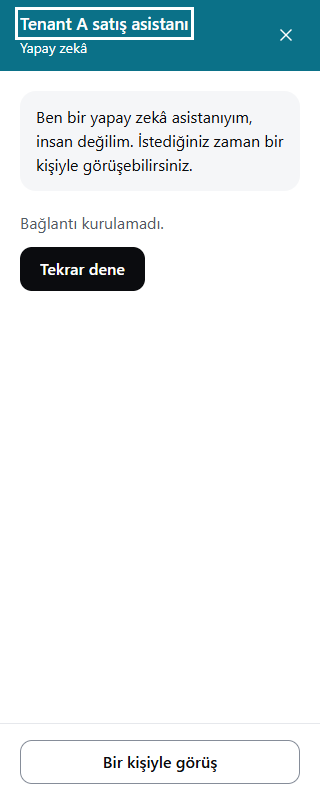 Tenant A satış asistanı
Yapay zekâ
Ben bir yapay zekâ asistanıyım,
insan değilim. İstediğiniz zaman bir
kişiyle görüşebilirsiniz.
Bağlantı kurulamadı.
Tekrar dene
Bir kişiyle görüş